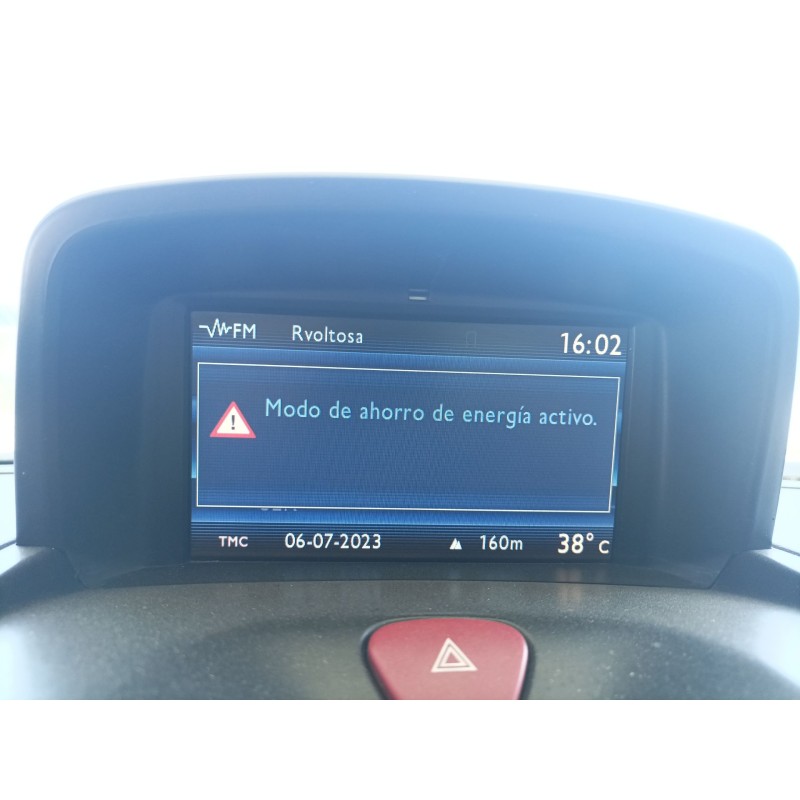 FM Rvoltosa 16:02
Modo de ahorro de energía activo.
TMC 06-07-2023 160m 38° C